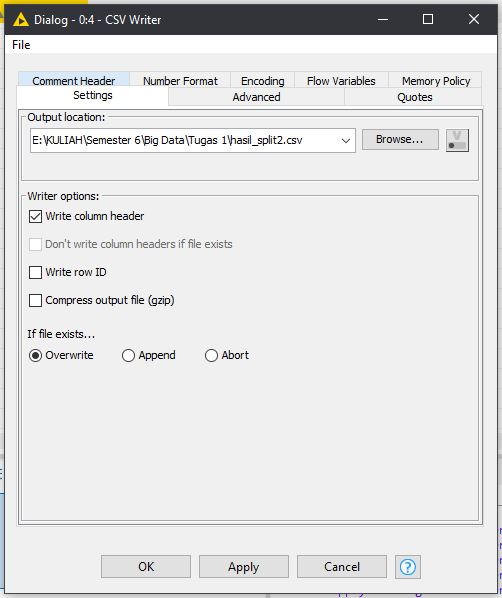 Dialog - 0:4 - CSV Writer
File
Comment Header Number Format Encoding Flow Variables Memory Policy
Settings Advanced Quotes
Output location:
E:\KULIAH\Semester 6\Big Data\Tugas 1\hasil_split2.csv Browse... V
Writer options:
Write column header
Don't write column headers if file exists
Write row ID
Compress output file (gzip)
If file exists...
Overwrite Append Abort
OK Apply Cancel ?